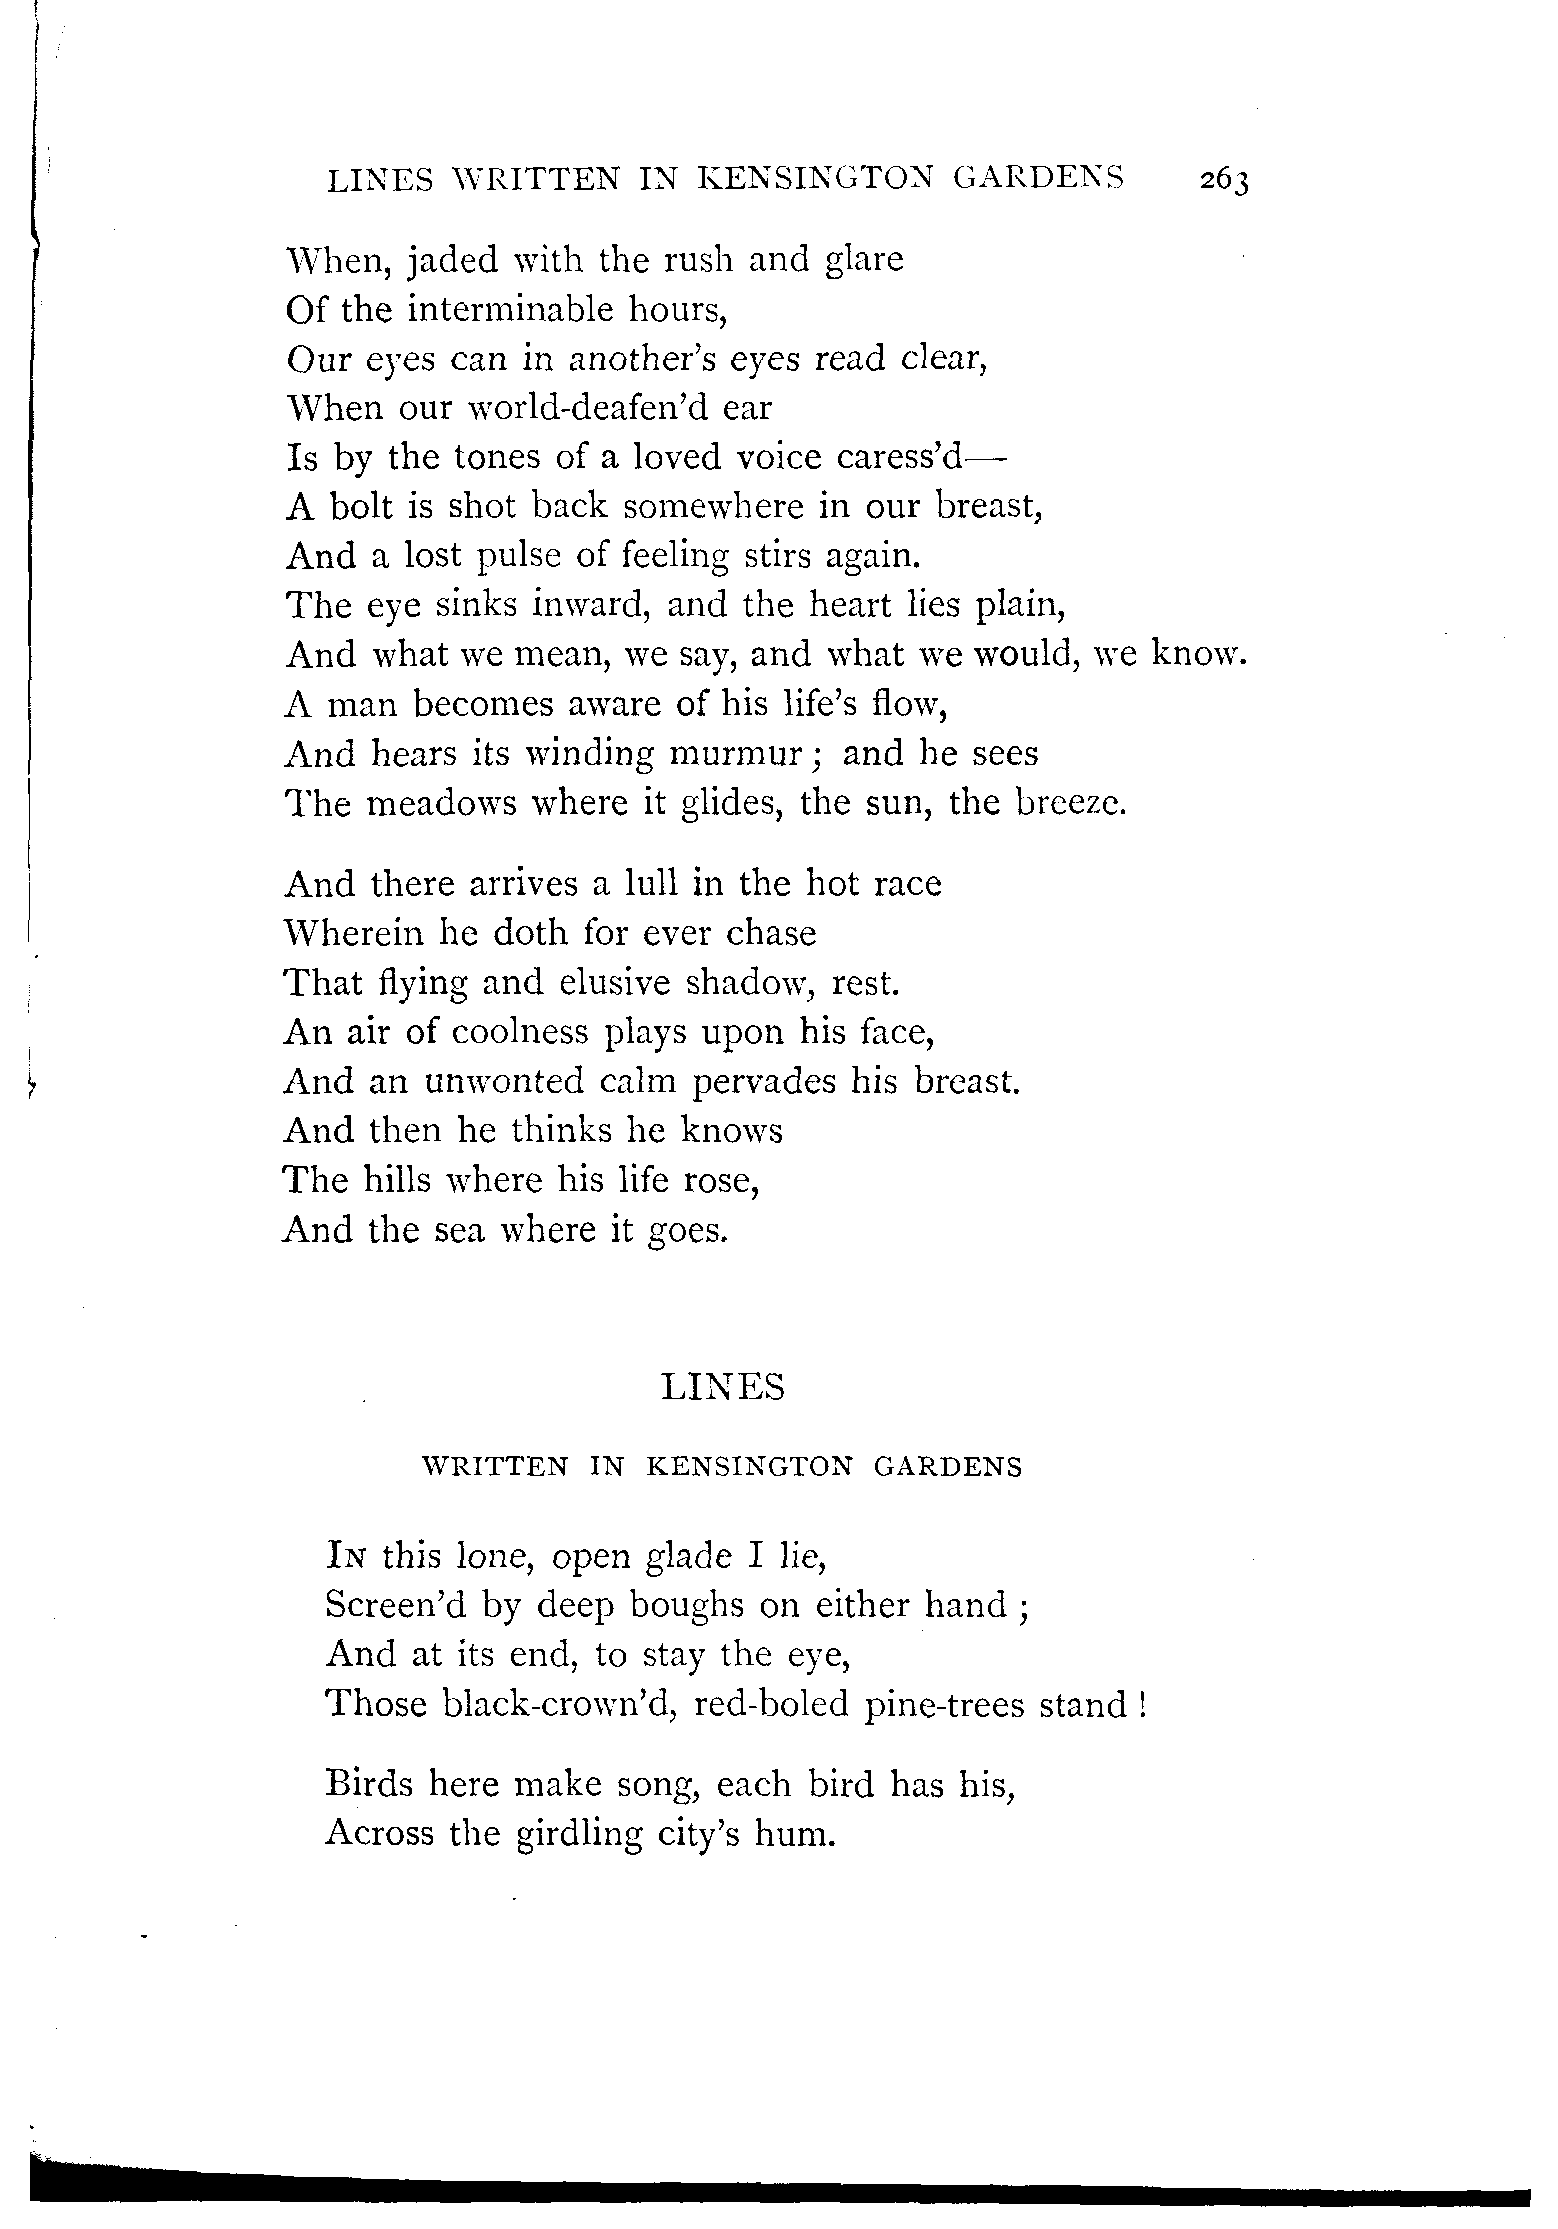 LINES WRITTEN IN KENSINGTON GARDENS 263
When, jaded with the rush and glare
Of the interminable hours,
Our eyes can in another's eyes read clear,
When our world-deafen'd ear
Is by the tones of a loved voice caress'd—
A bolt is shot back somewhere in our breast,
And a lost pulse of feeling stirs again.
The eye sinks inward, and the heart lies plain,
And what we mean, we say, and what we would, we know.
A man becomes aware of his life's flow,
And hears its winding murmur ; and he sees
The meadows where it glides, the sun, the breeze.
And there arrives a lull in the hot race
Wherein he doth for ever chase
That flying and elusive shadow, rest.
An air of coolness plays upon his face,
And an unwonted calm pervades his breast.
And then he thinks he knows
The hills where his life rose,
And the sea where it goes.
LINES
WRITTEN IN KENSINGTON GARDENS
IN this lone, open glade I lie,
Screen'd by deep boughs on either hand ;
And at its end, to stay the eye,
Those black-crown'd, red-boled pine-trees stand !
Birds here make song, each bird has his,
Across the girdling city's hum.